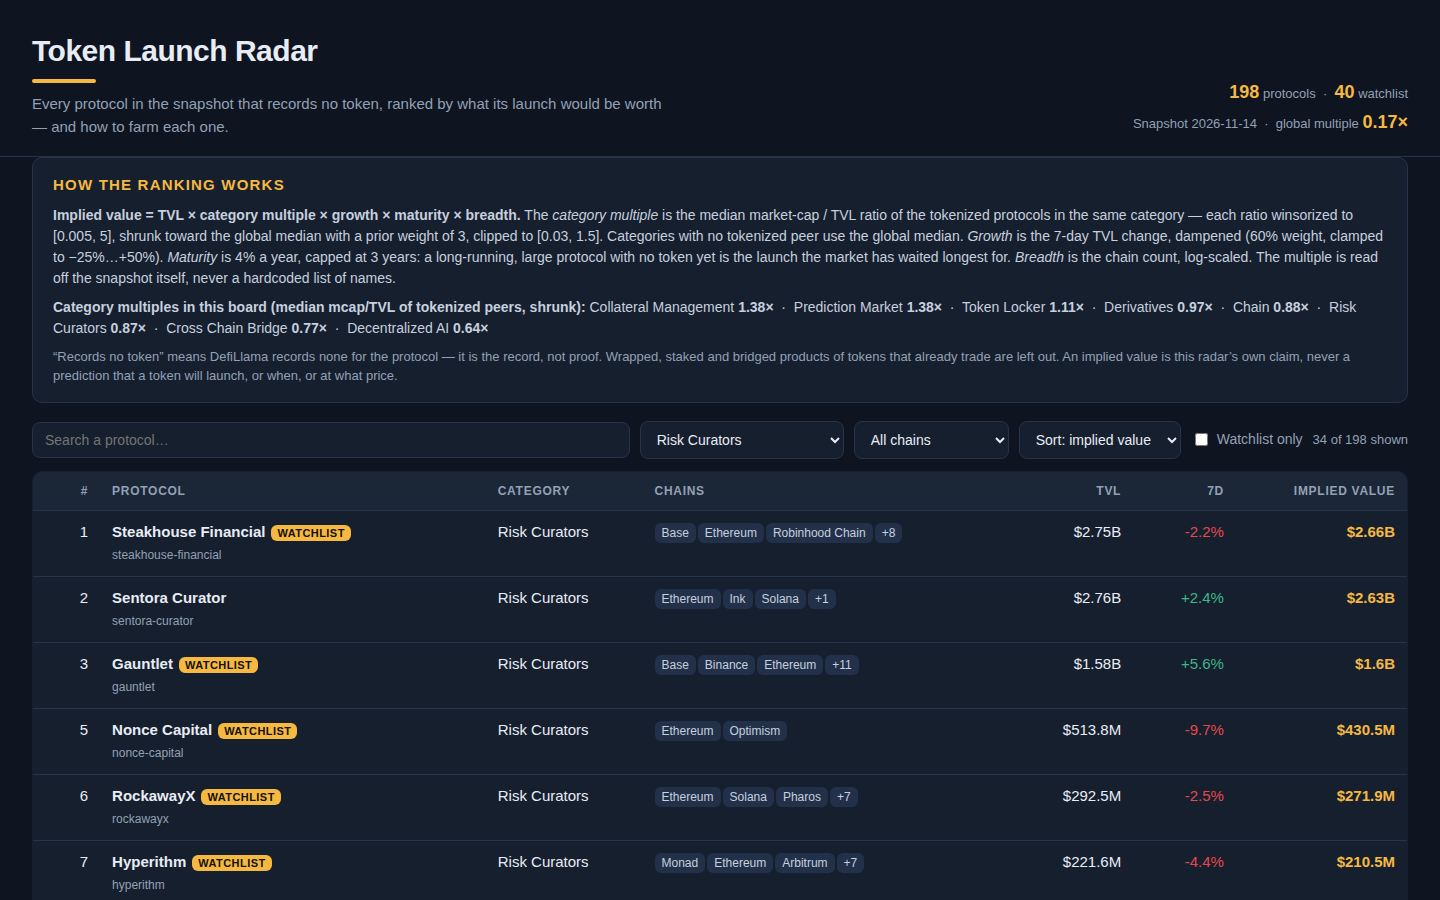 Token Launch Radar
Every protocol in the snapshot that records no token, ranked by what its launch would be worth
— and how to farm each one.
198 protocols · 40 watchlist
Snapshot 2026-11-14 · global multiple 0.17×
HOW THE RANKING WORKS
Implied value = TVL × category multiple × growth × maturity × breadth. The category multiple is the median market-cap / TVL ratio of the tokenized protocols in the same category — each ratio winsorized to
[0.005, 5], shrunk toward the global median with a prior weight of 3, clipped to [0.03, 1.5]. Categories with no tokenized peer use the global median. Growth is the 7-day TVL change, dampened (60% weight, clamped
to −25%…+50%). Maturity is 4% a year, capped at 3 years: a long-running, large protocol with no token yet is the launch the market has waited longest for. Breadth is the chain count, log-scaled. The multiple is read
off the snapshot itself, never a hardcoded list of names.
Category multiples in this board (median mcap/TVL of tokenized peers, shrunk): Collateral Management 1.38× · Prediction Market 1.38× · Token Locker 1.11× · Derivatives 0.97× · Chain 0.88× · Risk
Curators 0.87× · Cross Chain Bridge 0.77× · Decentralized AI 0.64×
“Records no token” means DefiLlama records none for the protocol — it is the record, not proof. Wrapped, staked and bridged products of tokens that already trade are left out. An implied value is this radar’s own claim, never a
prediction that a token will launch, or when, or at what price.
Search a protocol… Risk Curators All chains Sort: implied value Watchlist only 34 of 198 shown
# PROTOCOL CATEGORY CHAINS TVL 7D IMPLIED VALUE
1 Steakhouse Financial WATCHLIST Risk Curators Base Ethereum Robinhood Chain +8 $2.75B -2.2% $2.66B
steakhouse-financial
2 Sentora Curator Risk Curators Ethereum Ink Solana +1 $2.76B +2.4% $2.63B
sentora-curator
3 Gauntlet WATCHLIST Risk Curators Base Binance Ethereum +11 $1.58B +5.6% $1.6B
gauntlet
5 Nonce Capital WATCHLIST Risk Curators Ethereum Optimism $513.8M -9.7% $430.5M
nonce-capital
6 RockawayX WATCHLIST Risk Curators Ethereum Solana Pharos +7 $292.5M -2.5% $271.9M
rockawayx
7 Hyperithm WATCHLIST Risk Curators Monad Ethereum Arbitrum +7 $221.6M -4.4% $210.5M
hyperithm